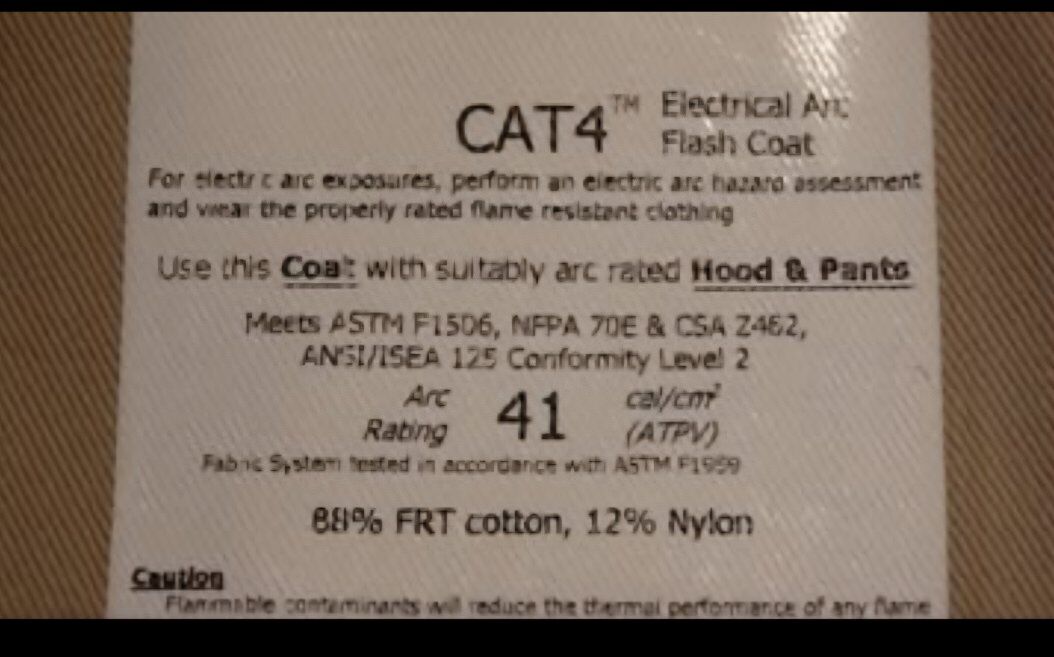 CAT4™ Electrical Arc
Flash Coat
For electric arc exposures, perform an electric arc hazard assessment
and wear the properly rated flame resistant clothing
Use this Coat with suitably arc rated Hood & Pants
Meets ASTM F1506, NFPA 70E & CSA Z462,
ANSI/ISEA 125 Conformity Level 2
Arc Rating 41 cal/cm² (ATPV)
Fabric System tested in accordance with ASTM F1959
88% FRT cotton, 12% Nylon
Caution
Flammable contaminants will reduce the thermal performance of any flame